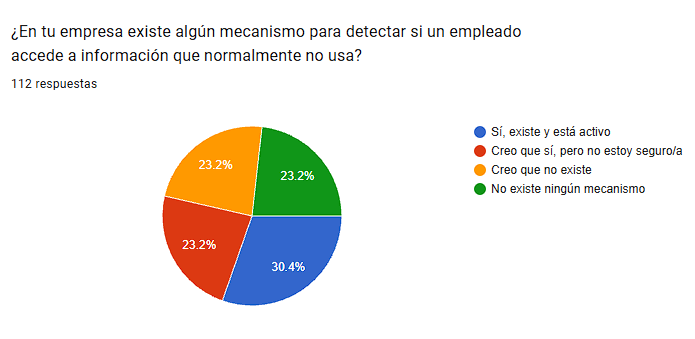 ¿En tu empresa existe algún mecanismo para detectar si un empleado
accede a información que normalmente no usa?
112 respuestas
Sí, existe y está activo
Creo que sí, pero no estoy seguro/a
Creo que no existe
No existe ningún mecanismo
23.2%
23.2%
23.2%
30.4%